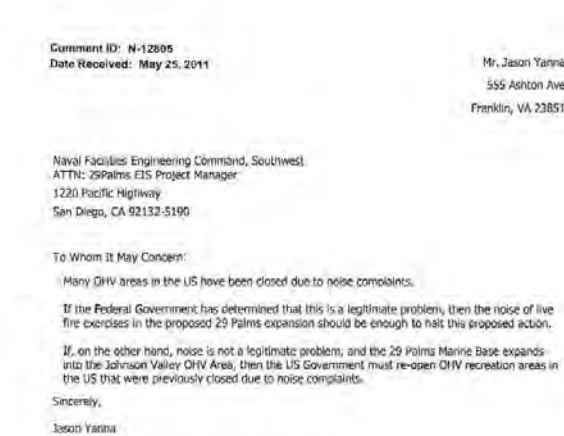 Comment ID: N-12805
Date Received: May 25, 2011
Mr. Jason Yanna
555 Ashton Ave
Franklin, VA 23851
Naval Facilities Engineering Command, Southwest
ATTN: 29Palms EIS Project Manager
1220 Pacific Highway
San Diego, CA 92132-5190
To Whom It May Concern:
Many OHV areas in the US have been closed due to noise complaints.
If the Federal Government has determined that this is a legitimate problem, then the noise of live
fire exercises in the proposed 29 Palms expansion should be enough to halt this proposed action.
If, on the other hand, noise is not a legitimate problem, and the 29 Palms Marine Base expands
into the Johnson Valley OHV Area, then the US Government must re-open OHV recreation areas in
the US that were previously closed due to noise complaints.
Sincerely,
Jason Yanna